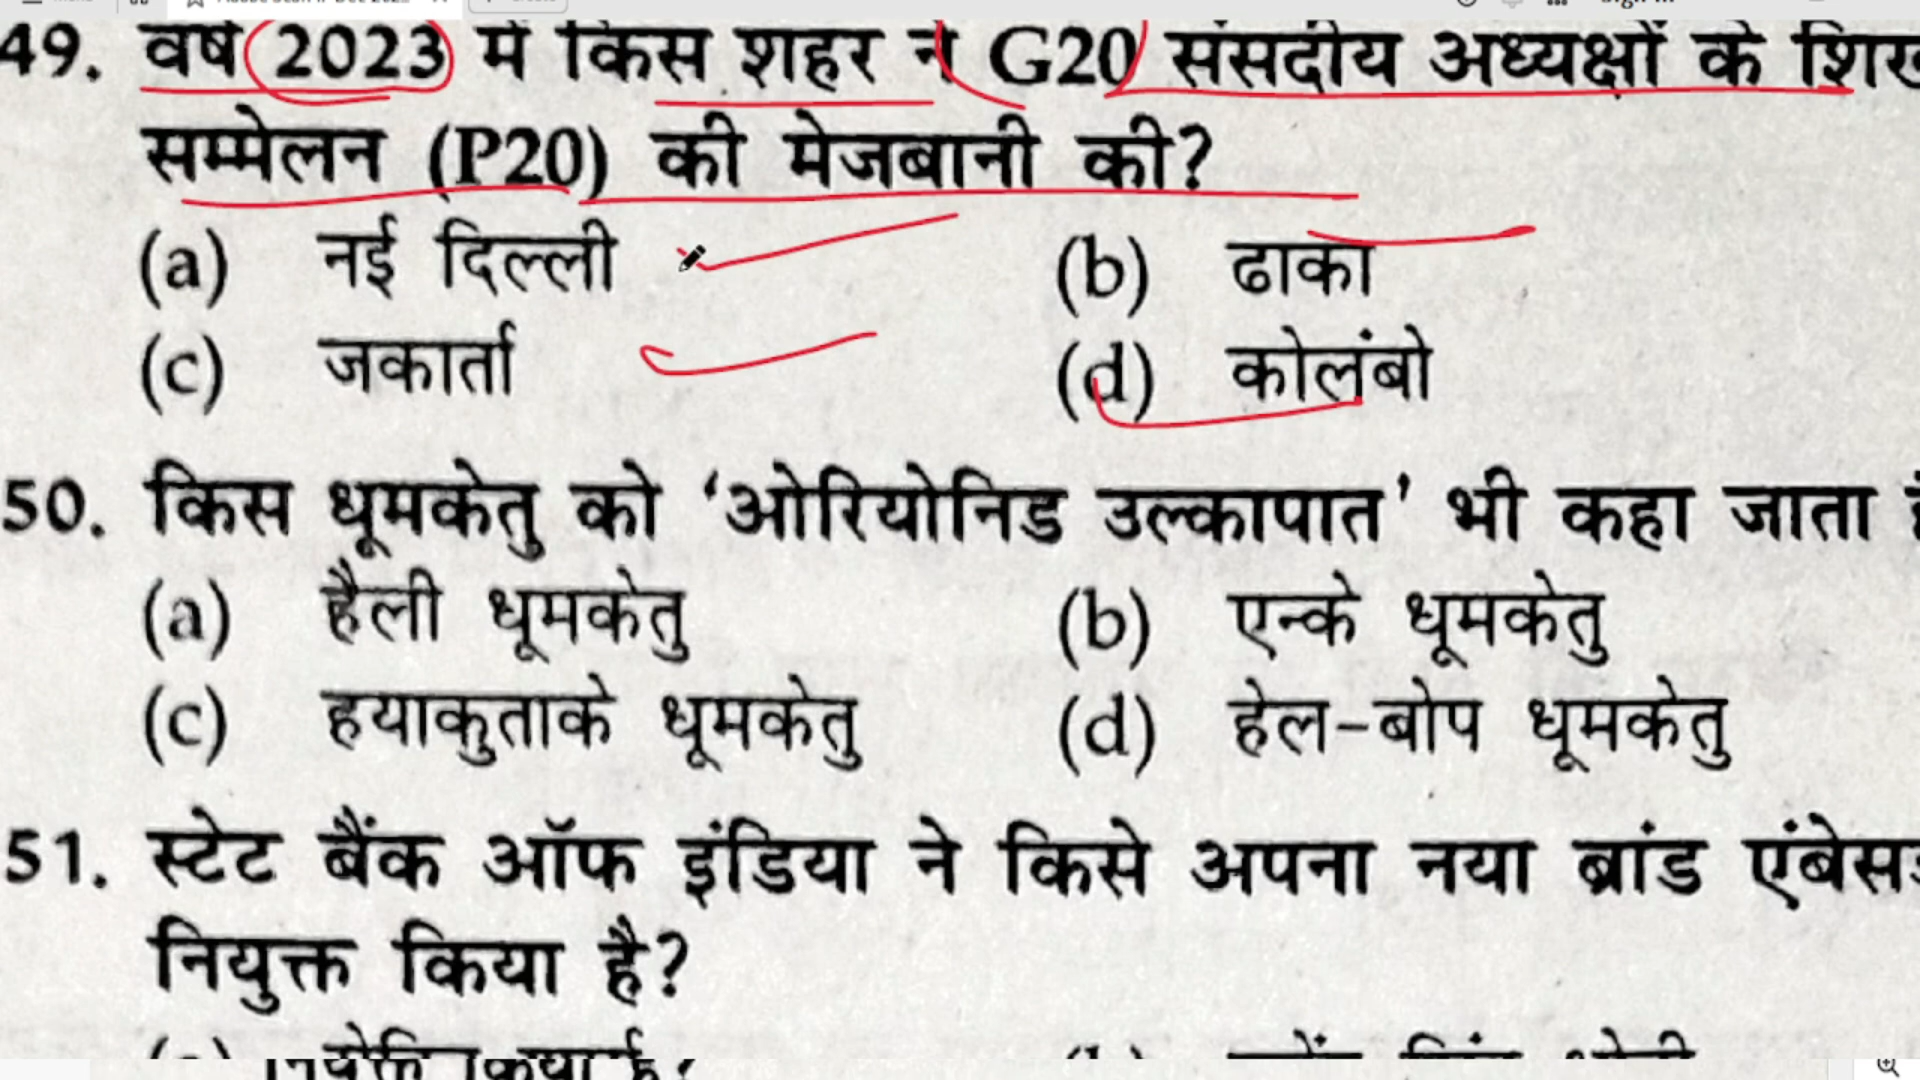 49. वर्ष 2023 में किस शहर ने G20 संसदीय अध्यक्षों के
सम्मेलन (P20) की मेजबानी की?
(a) नई दिल्ली (b) ढाका
(c) जकार्ता (d) कोलंबो
50. किस धूमकेतु को ‘ओरियोनिड उल्कापात’ भी कहा जाता
(a) हैली धूमकेतु (b) एन्के धूमकेतु
(c) हयाकुताके धूमकेतु (d) हेल-बोप धूमकेतु
51. स्टेट बैंक ऑफ इंडिया ने किसे अपना नया ब्रांड
नियुक्त किया है?